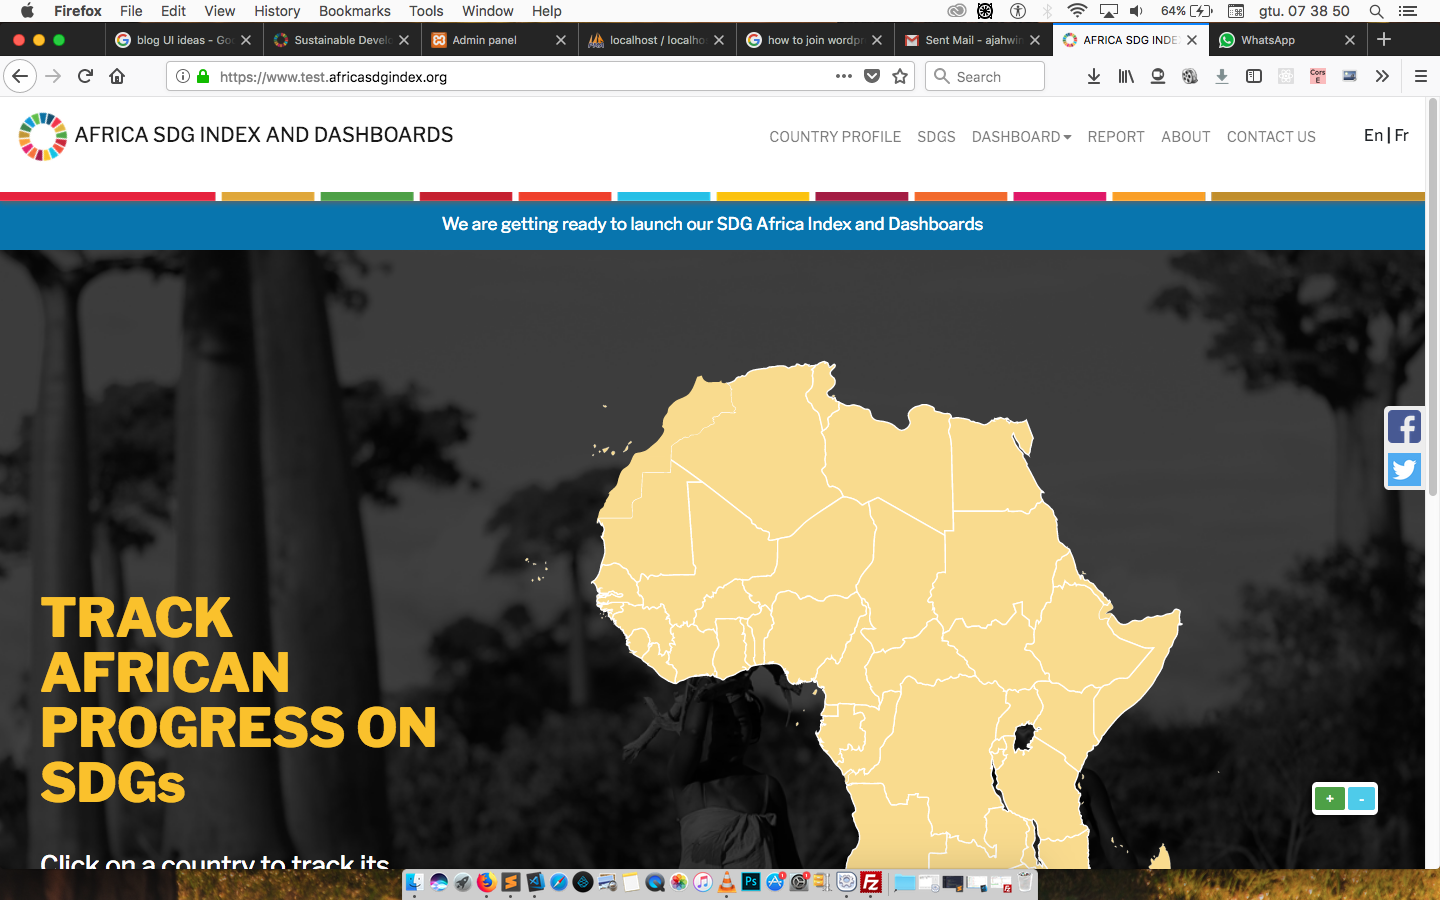 Firefox File Edit View History Bookmarks Tools Window Help 64% gtu. 07 38 50
blog UI ideas - Go
Sustainable Develo
Admin panel
localhost / localho
how to join wordpr
Sent Mail - ajahwin
AFRICA SDG INDE
WhatsApp
https://www.test.africasdgindex.org
Search
Cors E
AFRICA SDG INDEX AND DASHBOARDS
COUNTRY PROFILE SDGS DASHBOARD REPORT ABOUT CONTACT US En | Fr
We are getting ready to launch our SDG Africa Index and Dashboards
TRACK
AFRICAN
PROGRESS ON
SDGs
+ -
Click on a country to track its